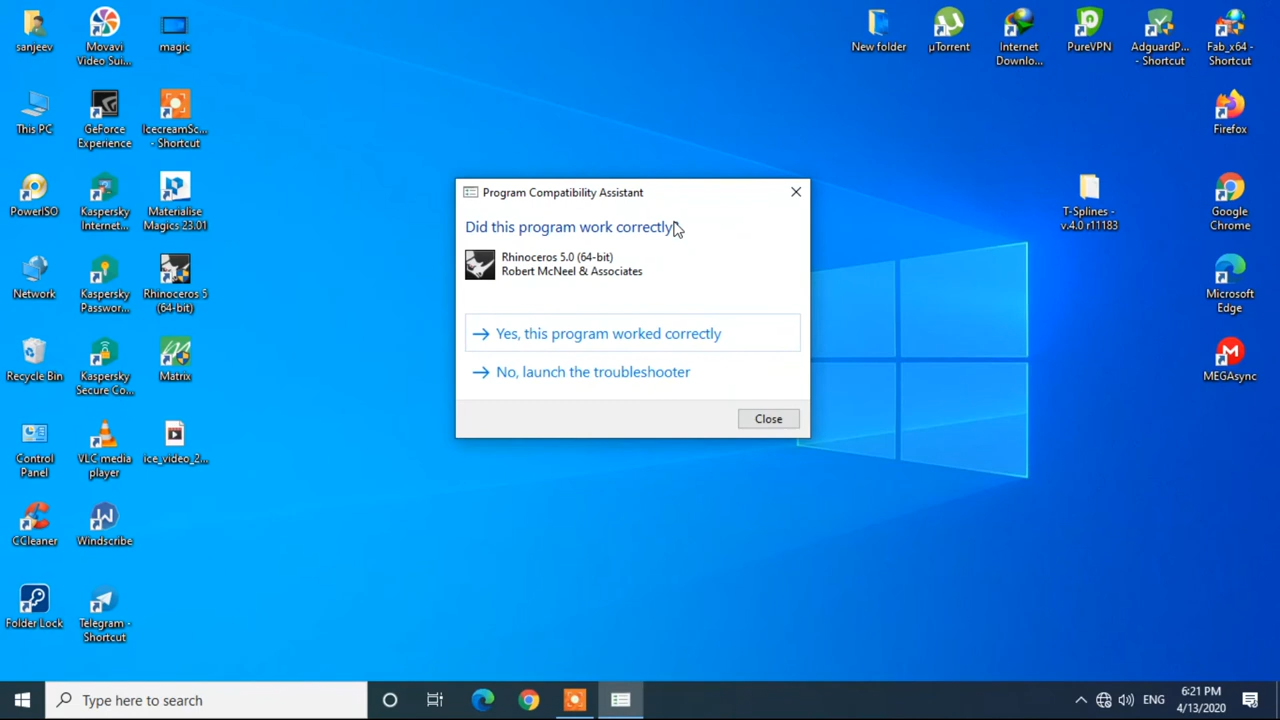 sanjeev
Movavi
Video Sui...
magic
New folder
µTorrent
Internet
Downlo...
PureVPN
AdguardP...
- Shortcut
Fab_x64 -
Shortcut
This PC
GeForce
Experience
IcecreamSc...
- Shortcut
Firefox
PowerISO
Kaspersky
Internet...
Materialise
Magics 23.01
T-Splines -
v.4.0 r11183
Google
Chrome
Network
Kaspersky
Passwor...
Rhinoceros 5
(64-bit)
Microsoft
Edge
Recycle Bin
Kaspersky
Secure Co...
Matrix
MEGAsync
Control
Panel
VLC media
player
ice_video_2...
CCleaner
Windscribe
Folder Lock
Telegram -
Shortcut
Program Compatibility Assistant
Did this program work correctly?
Rhinoceros 5.0 (64-bit)
Robert McNeel & Associates
Yes, this program worked correctly
No, launch the troubleshooter
Close
Type here to search
ENG
6:21 PM
4/13/2020